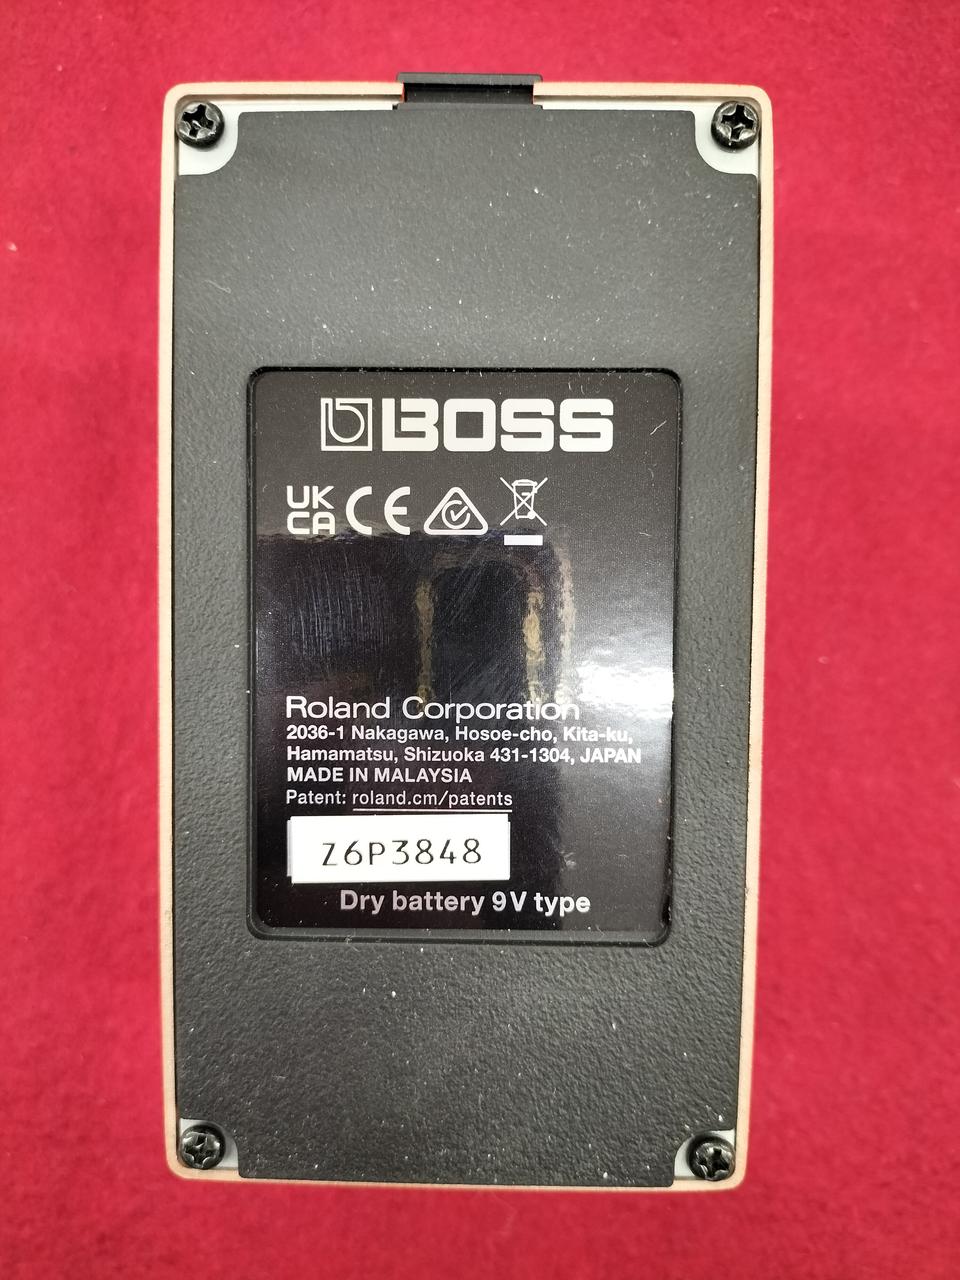 BOSS
UK
CA CE
Roland Corporation
2036-1 Nakagawa, Hosoe-cho, Kita-ku,
Hamamatsu, Shizuoka 431-1304, JAPAN
MADE IN MALAYSIA
Patent: roland.cm/patents
Z6P3848
Dry battery 9V type